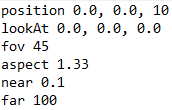 position 0.0, 0.0, 10
lookAt 0.0, 0.0, 0.0
fov 45
aspect 1.33
near 0.1
far 100